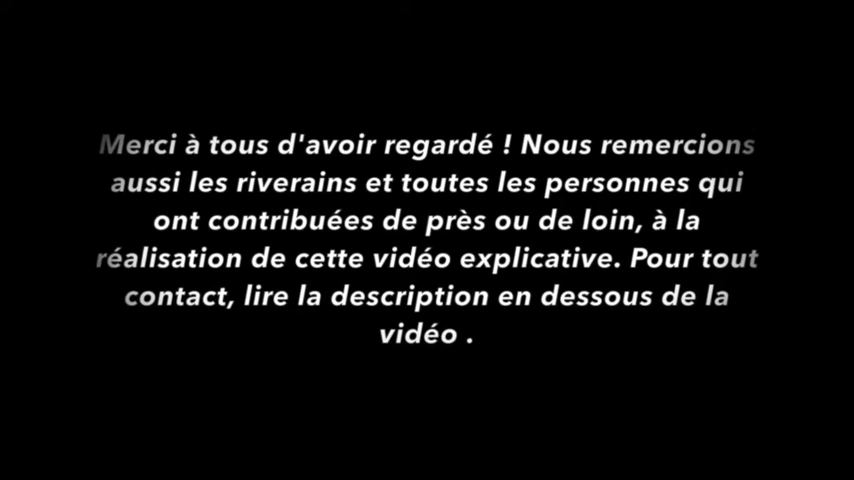 Merci à tous d'avoir regardé ! Nous remercions
aussi les riverains et toutes les personnes qui
ont contribuées de près ou de loin, à la
réalisation de cette vidéo explicative. Pour tout
contact, lire la description en dessous de la
vidéo .